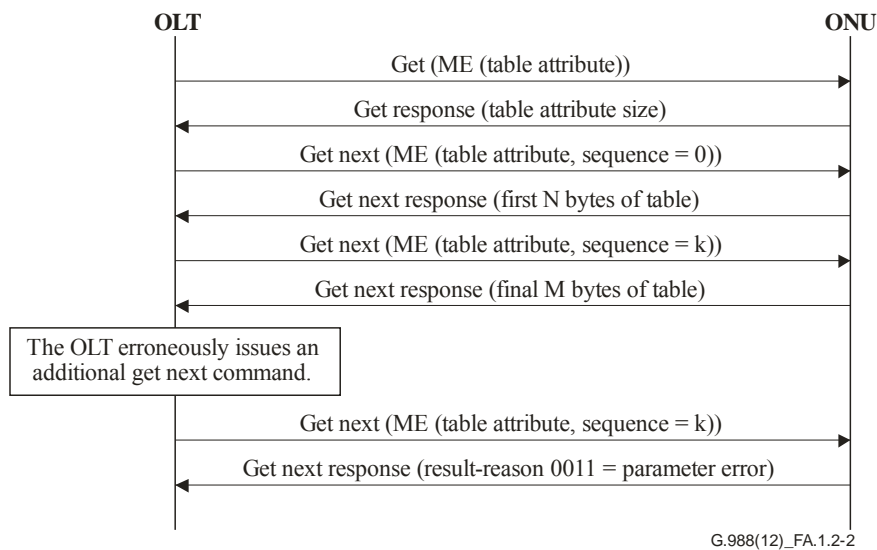 OLT ONU
Get (ME (table attribute))
Get response (table attribute size)
Get next (ME (table attribute, sequence = 0))
Get next response (first N bytes of table)
Get next (ME (table attribute, sequence = k))
Get next response (final M bytes of table)
The OLT erroneously issues an
additional get next command.
Get next (ME (table attribute, sequence = k))
Get next response (result-reason 0011 = parameter error)
G.988(12)_FA.1.2-2